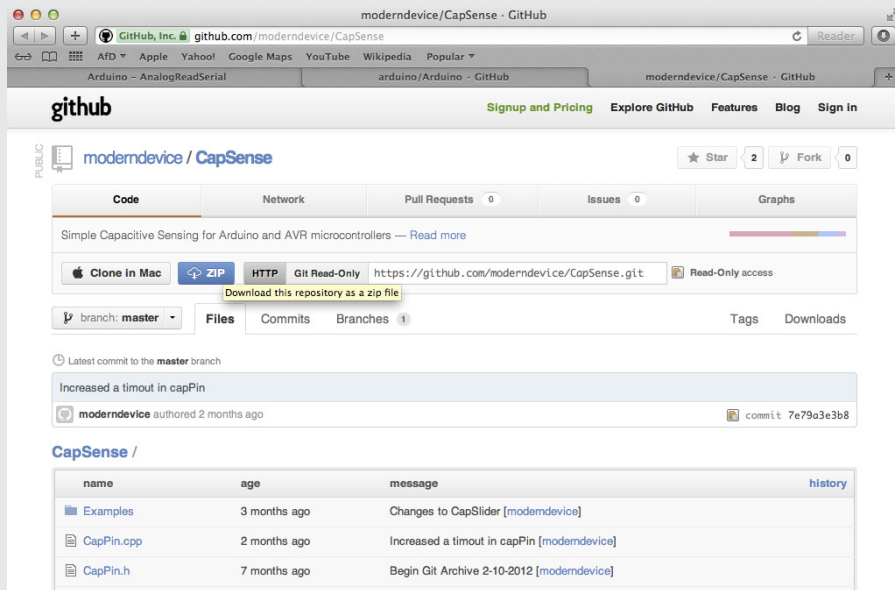 moderndevice/CapSense · GitHub
GitHub, Inc. github.com/moderndevice/CapSense Reader
AfD Apple Yahoo! Google Maps YouTube Wikipedia Popular
Arduino – AnalogReadSerial arduino/Arduino · GitHub moderndevice/CapSense · GitHub
github Signup and Pricing Explore GitHub Features Blog Sign in
PUBLIC
moderndevice / CapSense Star 2 Fork 0
Code Network Pull Requests 0 Issues 0 Graphs
Simple Capacitive Sensing for Arduino and AVR microcontrollers — Read more
Clone in Mac ZIP HTTP Git Read-Only https://github.com/moderndevice/CapSense.git Read-Only access
Download this repository as a zip file
branch: master Files Commits Branches 1 Tags Downloads
Latest commit to the master branch
Increased a timout in capPin
moderndevice authored 2 months ago commit 7e79a3e3b8
CapSense /
name age message history
Examples 3 months ago Changes to CapSlider [moderndevice]
CapPin.cpp 2 months ago Increased a timout in capPin [moderndevice]
CapPin.h 7 months ago Begin Git Archive 2-10-2012 [moderndevice]